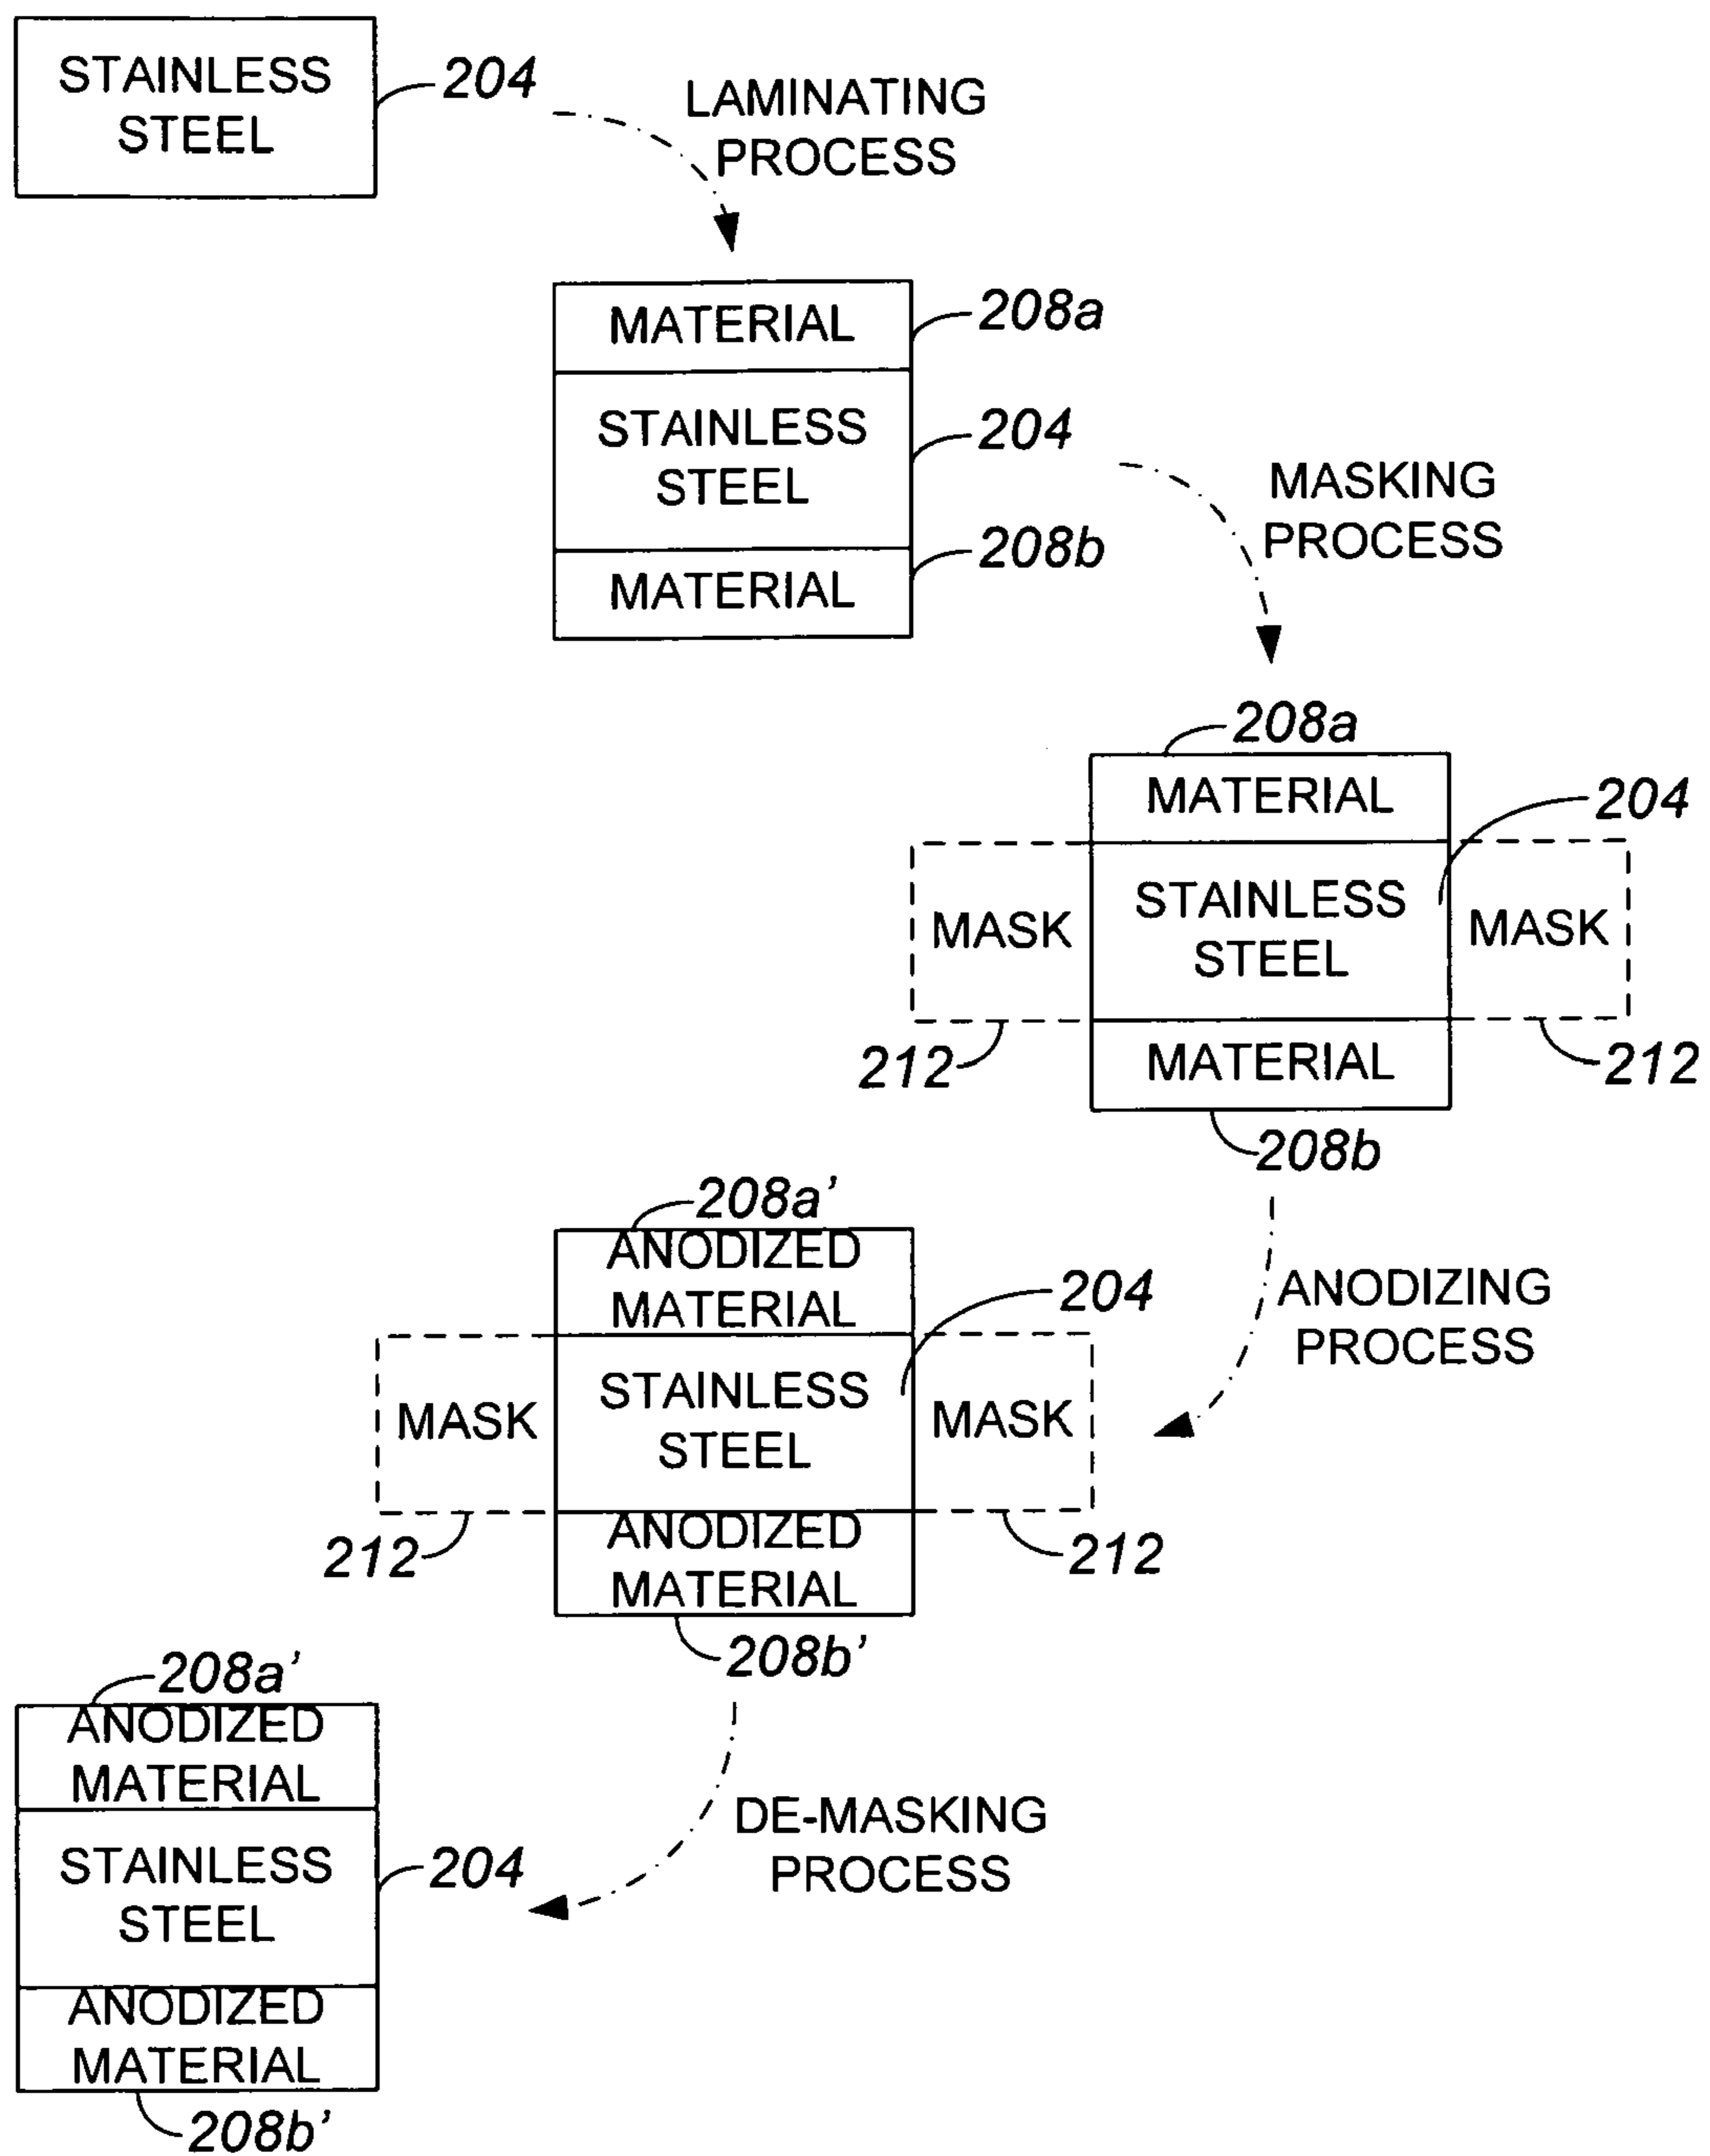 STAINLESS
STEEL
204
LAMINATING
PROCESS
MATERIAL
208a
STAINLESS
STEEL
204
MATERIAL
208b
MASKING
PROCESS
208a
MATERIAL
204
MASK
STAINLESS
STEEL
MASK
212
MATERIAL
212
208b
ANODIZING
PROCESS
208a’
ANODIZED
MATERIAL
204
MASK
STAINLESS
STEEL
MASK
212
ANODIZED
MATERIAL
212
208b’
DE-MASKING
PROCESS
208a’
ANODIZED
MATERIAL
STAINLESS
STEEL
204
ANODIZED
MATERIAL
208b’